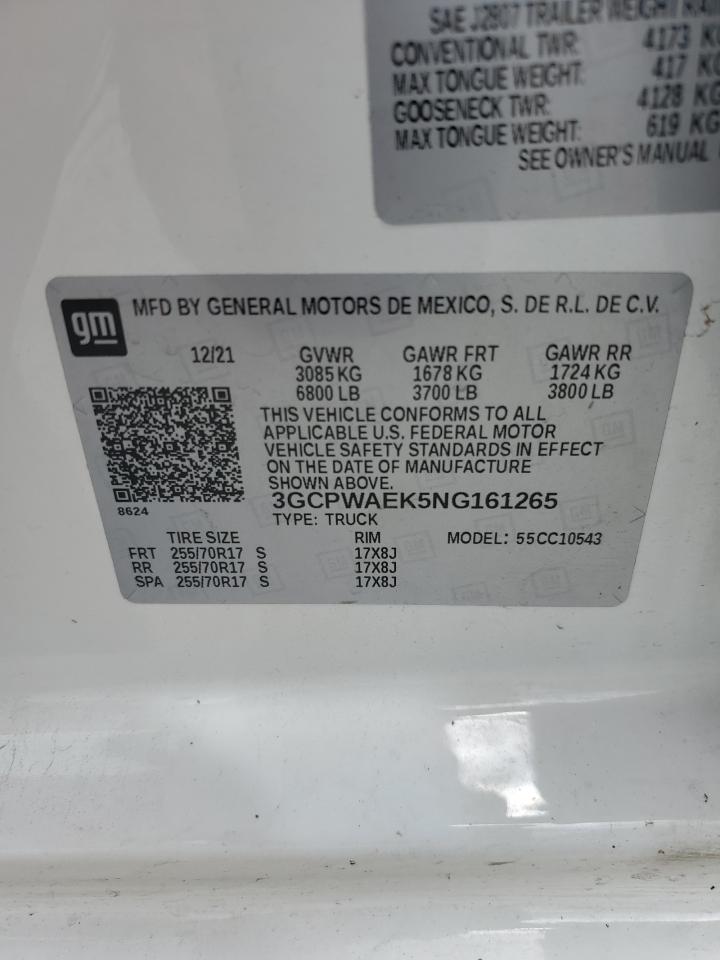 SAE J2807 TRAILER WEIGHT
CONVENTIONAL TWR: 4173 KG
MAX TONGUE WEIGHT: 417 KG
GOOSENECK TWR: 4128 KG
MAX TONGUE WEIGHT: 619 KG
SEE OWNER'S MANUAL
gm
MFD BY GENERAL MOTORS DE MEXICO, S. DE R.L. DE C.V.
12/21 GVWR GAWR FRT GAWR RR
3085 KG 1678 KG 1724 KG
6800 LB 3700 LB 3800 LB
THIS VEHICLE CONFORMS TO ALL
APPLICABLE U.S. FEDERAL MOTOR
VEHICLE SAFETY STANDARDS IN EFFECT
ON THE DATE OF MANUFACTURE
SHOWN ABOVE.
8624
3GCPWAEK5NG161265
TYPE: TRUCK
TIRE SIZE RIM MODEL: 55CC10543
FRT 255/70R17 S 17X8J
RR 255/70R17 S 17X8J
SPA 255/70R17 S 17X8J